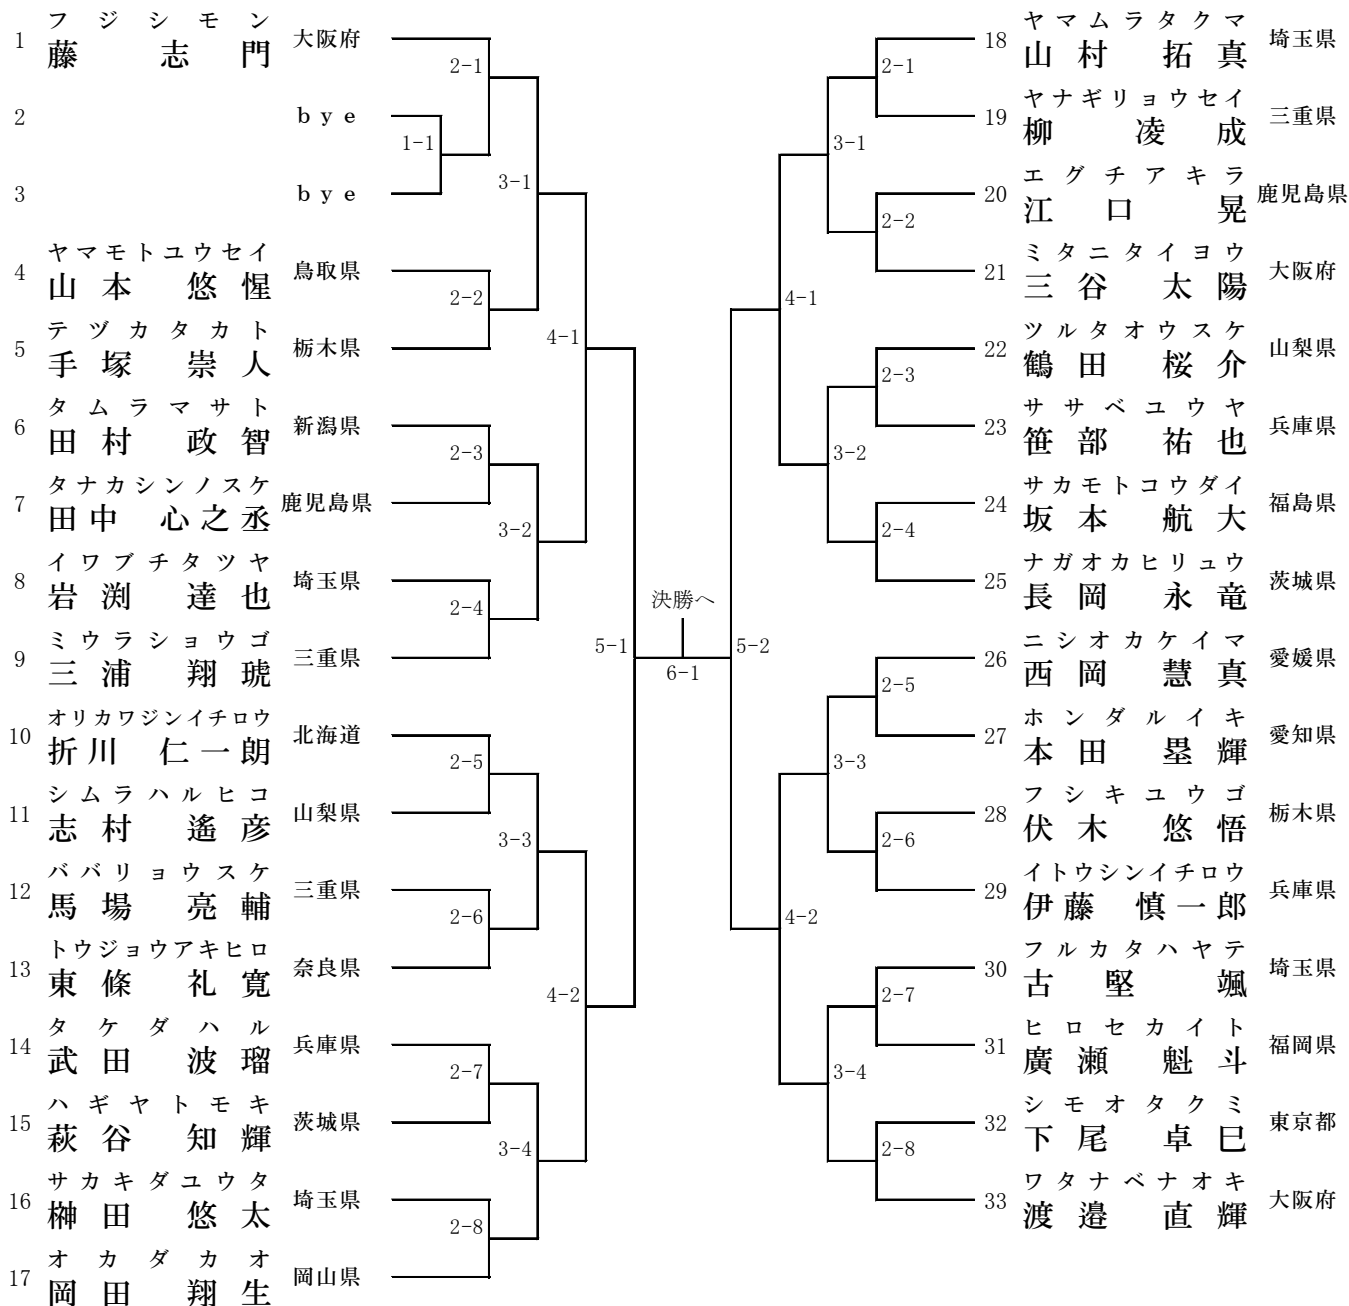 フジシモン
1 藤 志門 大阪府
2 ｂｙｅ
3 ｂｙｅ
ヤマモトユウセイ
4 山本 悠惺 鳥取県
テヅカタカト
5 手塚 崇人 栃木県
タムラマサト
6 田村 政智 新潟県
タナカシンノスケ
7 田中 心之丞 鹿児島県
イワブチタツヤ
8 岩渕 達也 埼玉県
ミウラショウゴ
9 三浦 翔琥 三重県
オリカワジンイチロウ
10 折川 仁一朗 北海道
シムラハルヒコ
11 志村 遙彦 山梨県
ババリョウスケ
12 馬場 亮輔 三重県
トウジョウアキヒロ
13 東條 礼寛 奈良県
タケダハル
14 武田 波瑠 兵庫県
ハギヤトモキ
15 萩谷 知輝 茨城県
サカキダユウタ
16 榊田 悠太 埼玉県
オカダカオ
17 岡田 翔生 岡山県
2-1
1-1
3-1
2-2
4-1
2-3
3-2
2-4
5-1
2-5
3-3
2-6
4-2
2-7
3-4
2-8
決勝へ
6-1
ヤマムラタクマ
18 山村 拓真 埼玉県
ヤナギリョウセイ
19 柳 凌成 三重県
エグチアキラ
20 江口 晃 鹿児島県
ミタニタイヨウ
21 三谷 太陽 大阪府
ツルタオウスケ
22 鶴田 桜介 山梨県
ササベユウヤ
23 笹部 祐也 兵庫県
サカモトコウダイ
24 坂本 航大 福島県
ナガオカヒリュウ
25 長岡 永竜 茨城県
ニシオカケイマ
26 西岡 慧真 愛媛県
ホンダルイキ
27 本田 塁輝 愛知県
フシキユウゴ
28 伏木 悠悟 栃木県
イトウシンイチロウ
29 伊藤 慎一郎 兵庫県
フルカタハヤテ
30 古堅 颯 埼玉県
ヒロセカイト
31 廣瀬 魁斗 福岡県
シモオタクミ
32 下尾 卓巳 東京都
ワタナベナオキ
33 渡邉 直輝 大阪府
2-1
3-1
2-2
4-1
2-3
3-2
2-4
5-2
2-5
3-3
2-6
4-2
2-7
3-4
2-8